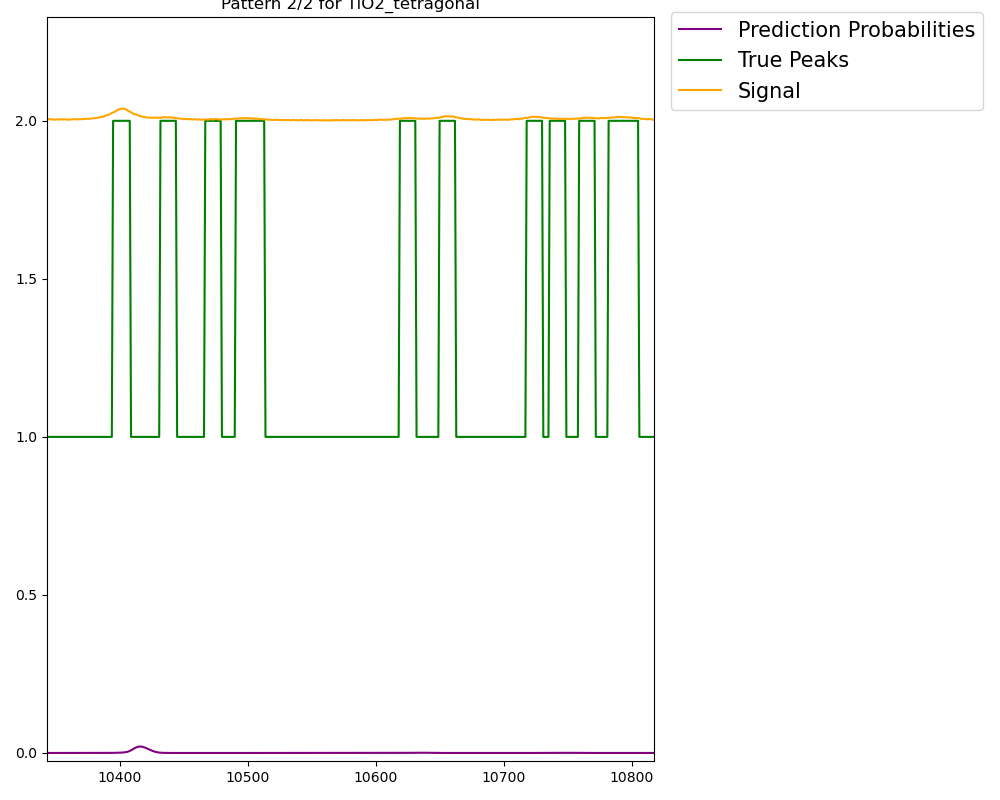 Pattern 2/2 for TiO2_tetragonal
Prediction Probabilities
True Peaks
Signal
2.0
1.5
1.0
0.5
0.0
10400 10500 10600 10700 10800